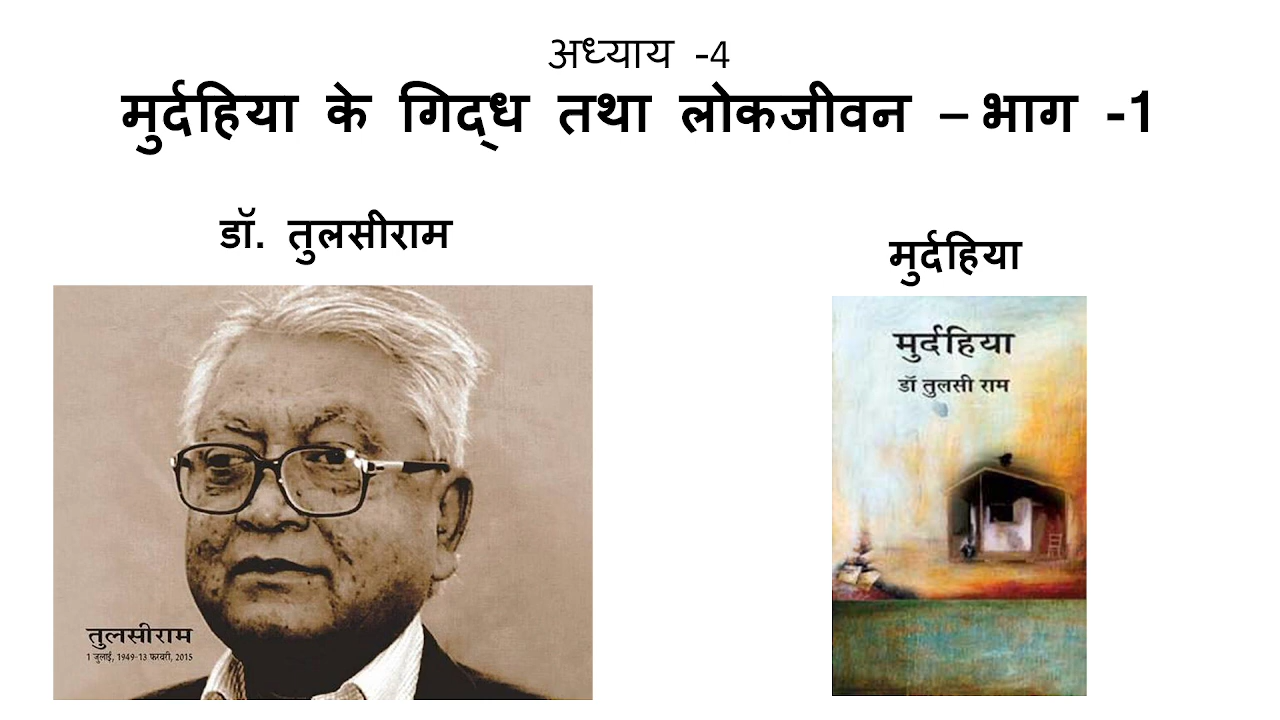 अध्याय -4
मुर्दहिया के गिद्ध तथा लोकजीवन – भाग -1
डॉ. तुलसीराम
मुर्दहिया
मुर्दहिया
डॉ तुलसी राम
तुलसीराम
1 जुलाई, 1949-13 फरवरी, 2015